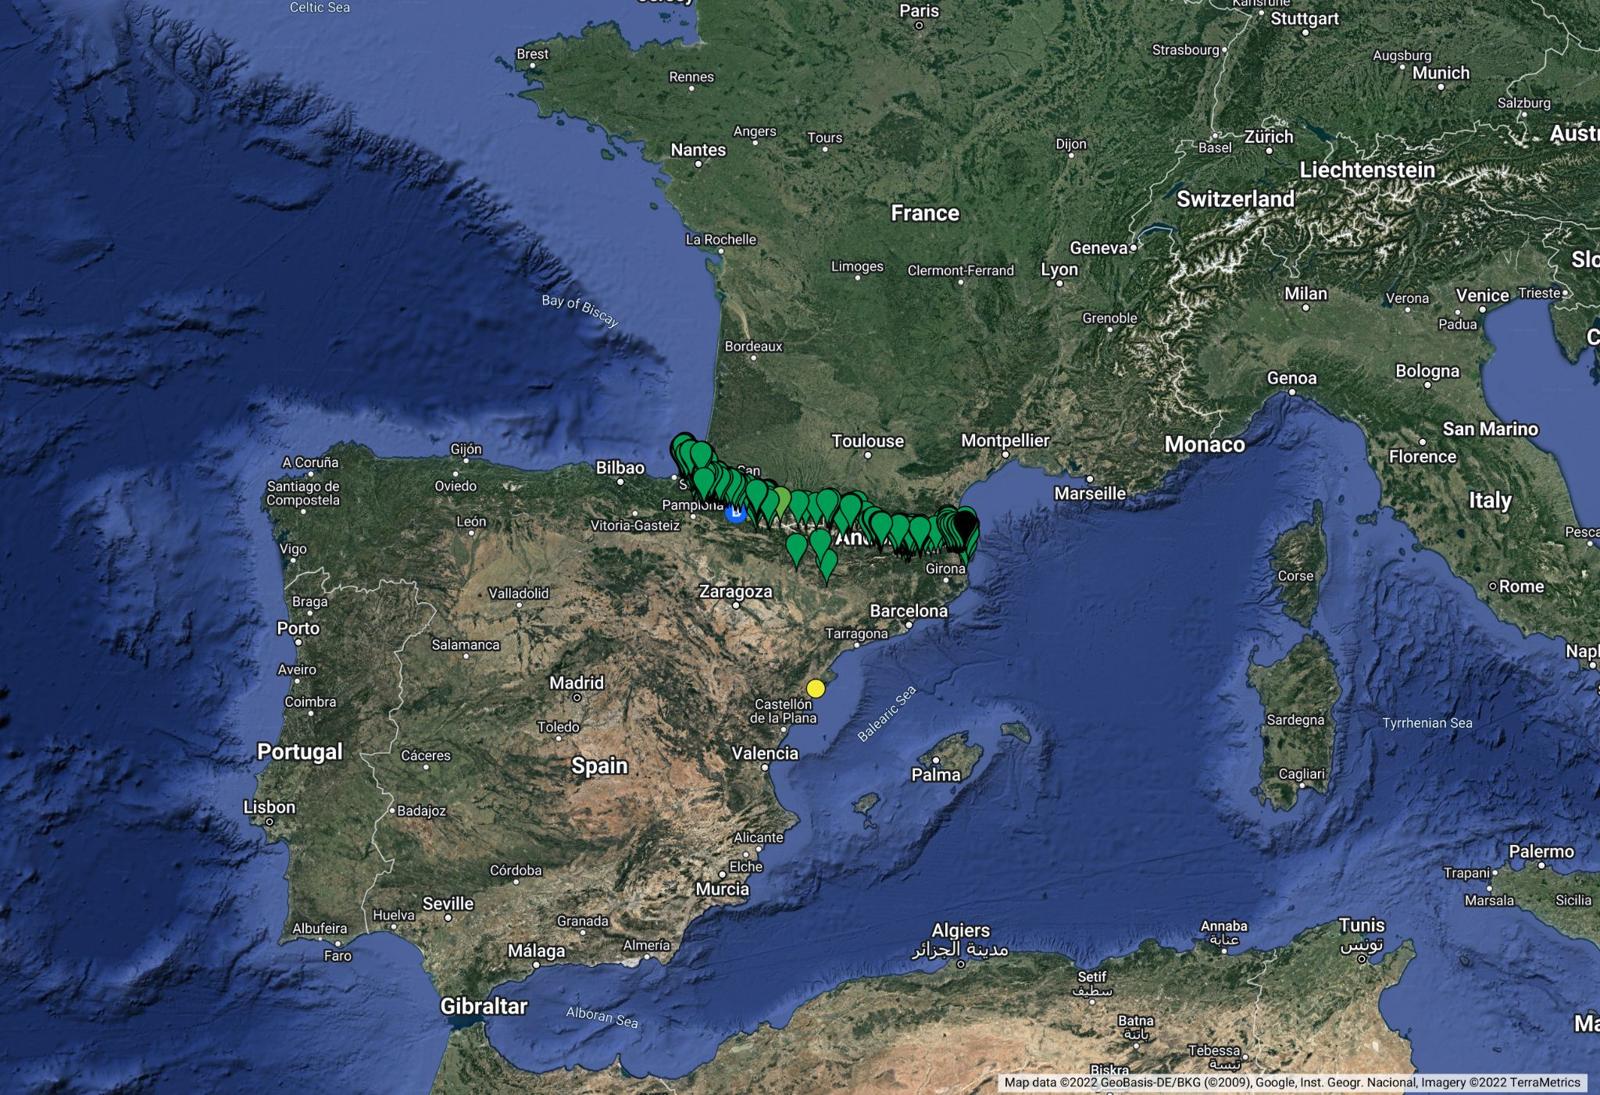 Celtic Sea
Paris
Stuttgart
Strasbourg
Brest
Augsburg
Munich
Rennes
Salzburg
Angers
Tours
Dijon
Zürich
Basel
Nantes
Liechtenstein
Switzerland
France
La Rochelle
Geneva
Limoges
Clermont-Ferrand
Lyon
Milan
Verona
Venice
Trieste
Bay of Biscay
Grenoble
Padua
Bordeaux
Bologna
Genoa
San Marino
Toulouse
Montpellier
Monaco
Florence
Gijón
A Coruña
Bilbao
San
Santiago de
Compostela
Oviedo
Marseille
Italy
Pamplona
León
Vitoria-Gasteiz
Vigo
Girona
Corse
Rome
Braga
Valladolid
Zaragoza
Barcelona
Porto
Salamanca
Tarragona
Aveiro
Madrid
Coimbra
Castellón
de la Plana
Balearic Sea
Sardegna
Tyrrhenian Sea
Toledo
Portugal
Cáceres
Spain
Valencia
Palma
Cagliari
Lisbon
Badajoz
Alicante
Elche
Palermo
Córdoba
Murcia
Trapani
Marsala
Sicilia
Seville
Huelva
Granada
Albufeira
Faro
Málaga
Almería
Algiers
مدينة الجزائر
Annaba
عنابة
Tunis
تونس
Setif
سطيف
Gibraltar
Alboran Sea
Batna
باتنة
Tebessa
تبسة
Biskra
Map data ©2022 GeoBasis-DE/BKG (©2009), Google, Inst. Geogr. Nacional, Imagery ©2022 TerraMetrics